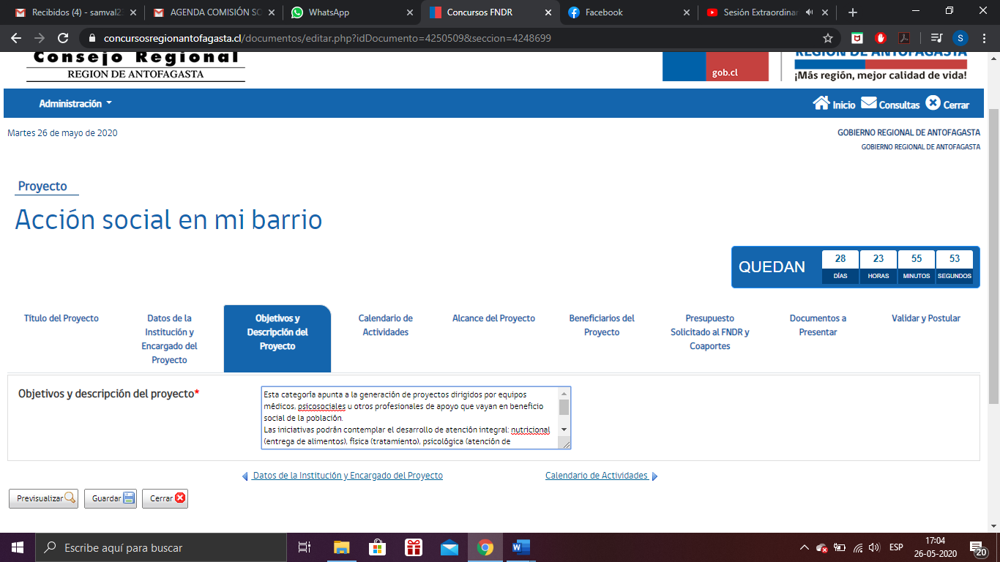 Recibidos (4) - samval2
AGENDA COMISIÓN SO
WhatsApp
Concursos FNDR
Facebook
Sesión Extraordinar
concursosregionantofagasta.cl/documentos/editar.php?idDocumento=4250509&seccion=4248699
S
Consejo Regional
REGION DE ANTOFAGASTA
gob.cl
REGION DE ANTOFAGASTA
¡Más región, mejor calidad de vida!
Administración
Inicio
Consultas
Cerrar
Martes 26 de mayo de 2020
GOBIERNO REGIONAL DE ANTOFAGASTA
GOBIERNO REGIONAL DE ANTOFAGASTA
Proyecto
Acción social en mi barrio
QUEDAN
28 23 55 53
DÍAS HORAS MINUTOS SEGUNDOS
Título del Proyecto
Datos de la
Institución y
Encargado del
Proyecto
Objetivos y
Descripción del
Proyecto
Calendario de
Actividades
Alcance del Proyecto
Beneficiarios del
Proyecto
Presupuesto
Solicitado al FNDR y
Coaportes
Documentos a
Presentar
Validar y Postular
Objetivos y descripción del proyecto*
Esta categoría apunta a la generación de proyectos dirigidos por equipos
médicos, psicosociales u otros profesionales de apoyo que vayan en beneficio
social de la población.
Las iniciativas podrán contemplar el desarrollo de atención integral: nutricional
(entrega de alimentos), física (tratamiento), psicológica (atención de
Datos de la Institución y Encargado del Proyecto
Calendario de Actividades
Previsualizar
Guardar
Cerrar
Escribe aquí para buscar
ESP
17:04
26-05-2020
20